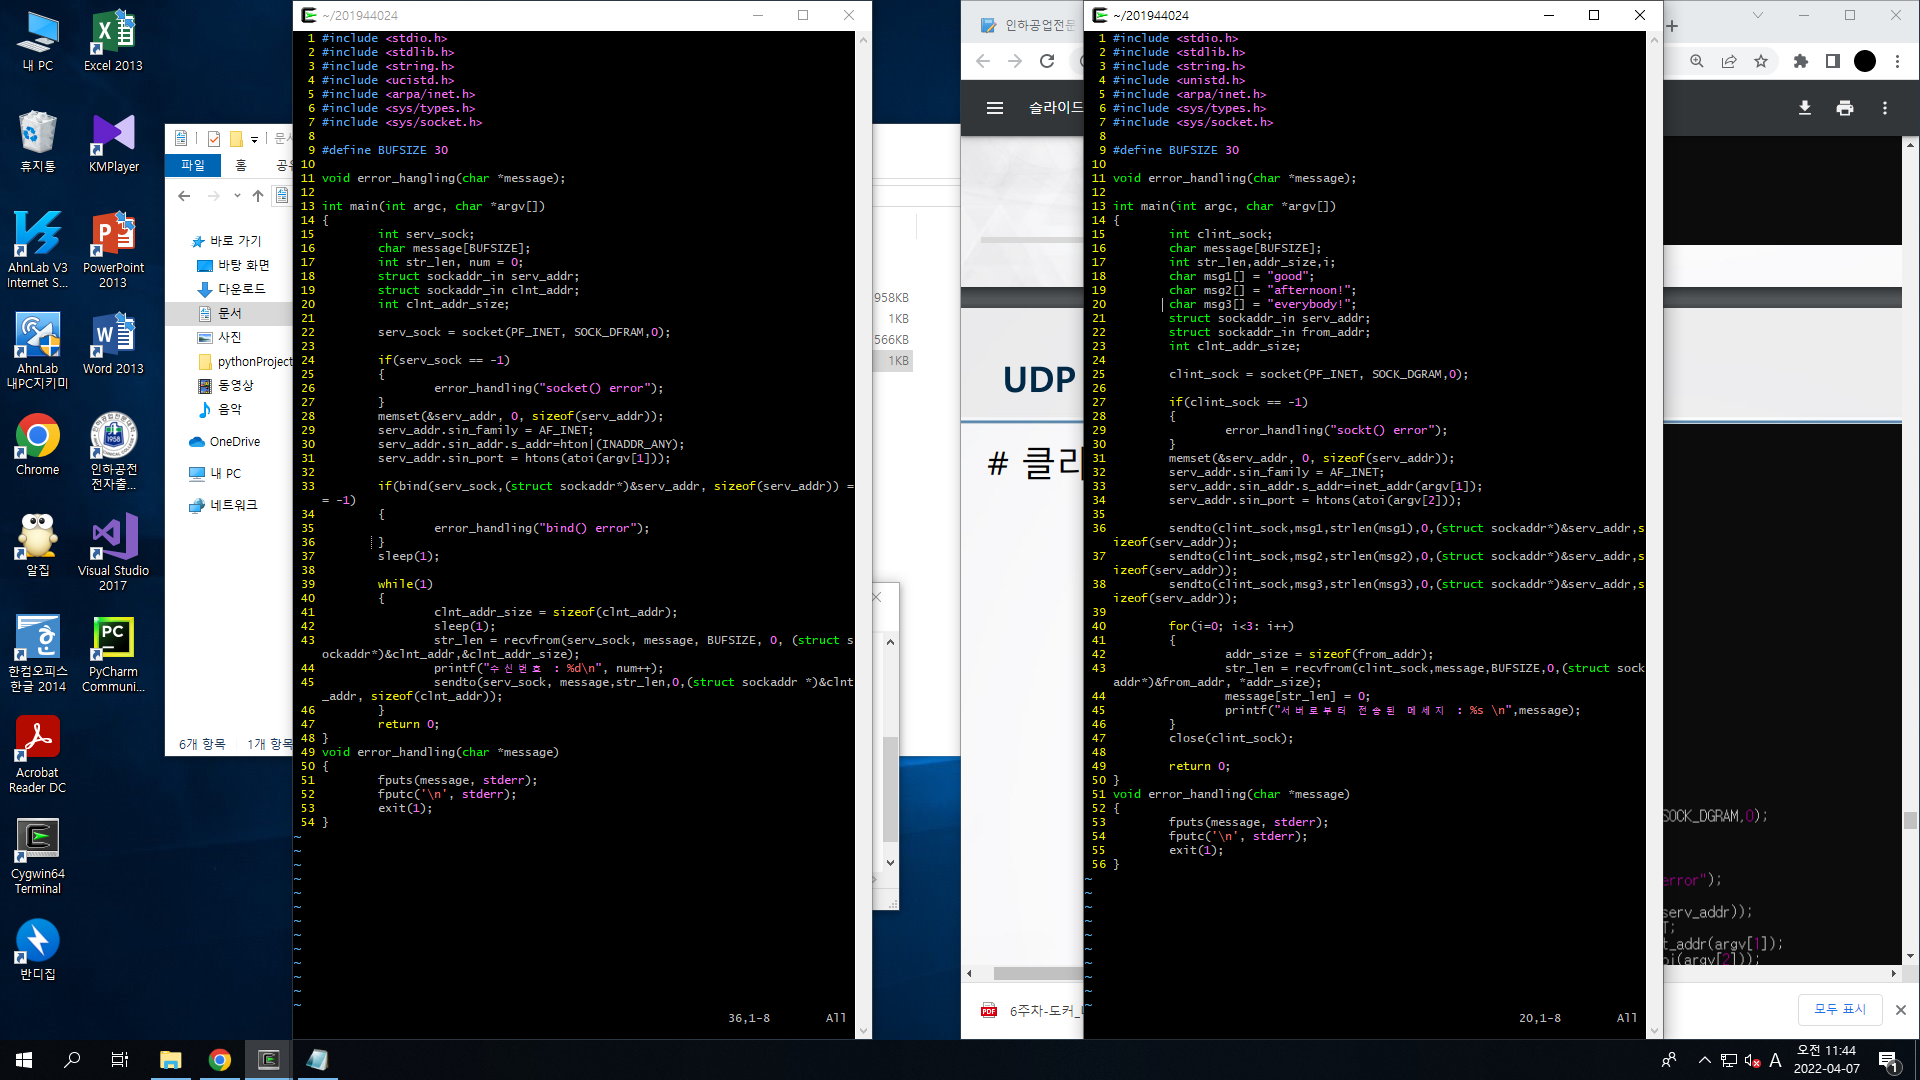 내 PC
Excel 2013
휴지통
KMPlayer
AhnLab V3
Internet S...
PowerPoint
2013
AhnLab
내PC지키미
Word 2013
Chrome
인하공전
전자출...
알집
Visual Studio
2017
한컴오피스
한글 2014
PyCharm
Communi...
Acrobat
Reader DC
Cygwin64
Terminal
반디집
파일
홈
바로 가기
바탕 화면
다운로드
문서
사진
pythonProject
동영상
음악
OneDrive
내 PC
네트워크
6개 항목
1개 항목
958KB
1KB
566KB
1KB
~/201944024
1 #include <stdio.h>
2 #include <stdlib.h>
3 #include <string.h>
4 #include <ucistd.h>
5 #include <arpa/inet.h>
6 #include <sys/types.h>
7 #include <sys/socket.h>
8
9 #define BUFSIZE 30
10
11 void error_hangling(char *message);
12
13 int main(int argc, char *argv[])
14 {
15 int serv_sock;
16 char message[BUFSIZE];
17 int str_len, num = 0;
18 struct sockaddr_in serv_addr;
19 struct sockaddr_in clnt_addr;
20 int clnt_addr_size;
21
22 serv_sock = socket(PF_INET, SOCK_DFRAM,0);
23
24 if(serv_sock == -1)
25 {
26 error_handling("socket() error");
27 }
28 memset(&serv_addr, 0, sizeof(serv_addr));
29 serv_addr.sin_family = AF_INET;
30 serv_addr.sin_addr.s_addr=hton|(INADDR_ANY);
31 serv_addr.sin_port = htons(atoi(argv[1]));
32
33 if(bind(serv_sock,(struct sockaddr*)&serv_addr, sizeof(serv_addr)) =
= -1)
34 {
35 error_handling("bind() error");
36 }
37 sleep(1);
38
39 while(1)
40 {
41 clnt_addr_size = sizeof(clnt_addr);
42 sleep(1);
43 str_len = recvfrom(serv_sock, message, BUFSIZE, 0, (struct s
ockaddr*)&clnt_addr,&clnt_addr_size);
44 printf("수신번호 : %d\n", num++);
45 sendto(serv_sock, message,str_len,0,(struct sockaddr *)&clnt
_addr, sizeof(clnt_addr));
46 }
47 return 0;
48 }
49 void error_handling(char *message)
50 {
51 fputs(message, stderr);
52 fputc('\n', stderr);
53 exit(1);
54 }
~
~
~
~
~
~
~
~
~
~
~
~
~
36,1-8 All
인하공업전문
슬라이드
UDP
# 클라
SOCK_DGRAM,0);
error");
serv_addr));
T;
t_addr(argv[1]);
oi(argv[2]));
6주차-도커_
모두 표시
~/201944024
1 #include <stdio.h>
2 #include <stdlib.h>
3 #include <string.h>
4 #include <unistd.h>
5 #include <arpa/inet.h>
6 #include <sys/types.h>
7 #include <sys/socket.h>
8
9 #define BUFSIZE 30
10
11 void error_handling(char *message);
12
13 int main(int argc, char *argv[])
14 {
15 int clint_sock;
16 char message[BUFSIZE];
17 int str_len,addr_size,i;
18 char msg1[] = "good";
19 char msg2[] = "afternoon!";
20 char msg3[] = "everybody!";
21 struct sockaddr_in serv_addr;
22 struct sockaddr_in from_addr;
23 int clnt_addr_size;
24
25 clint_sock = socket(PF_INET, SOCK_DGRAM,0);
26
27 if(clint_sock == -1)
28 {
29 error_handling("sockt() error");
30 }
31 memset(&serv_addr, 0, sizeof(serv_addr));
32 serv_addr.sin_family = AF_INET;
33 serv_addr.sin_addr.s_addr=inet_addr(argv[1]);
34 serv_addr.sin_port = htons(atoi(argv[2]));
35
36 sendto(clint_sock,msg1,strlen(msg1),0,(struct sockaddr*)&serv_addr,s
izeof(serv_addr));
37 sendto(clint_sock,msg2,strlen(msg2),0,(struct sockaddr*)&serv_addr,s
izeof(serv_addr));
38 sendto(clint_sock,msg3,strlen(msg3),0,(struct sockaddr*)&serv_addr,s
izeof(serv_addr));
39
40 for(i=0; i<3: i++)
41 {
42 addr_size = sizeof(from_addr);
43 str_len = recvfrom(clint_sock,message,BUFSIZE,0,(struct sock
addr*)&from_addr, *addr_size);
44 message[str_len] = 0;
45 printf("서버로부태 전송된 메세지 : %s \n",message);
46 }
47 close(clint_sock);
48
49 return 0;
50 }
51 void error_handling(char *message)
52 {
53 fputs(message, stderr);
54 fputc('\n', stderr);
55 exit(1);
56 }
~
~
~
~
~
~
~
~
~
~
20,1-8 All
A
오전 11:44
2022-04-07
1